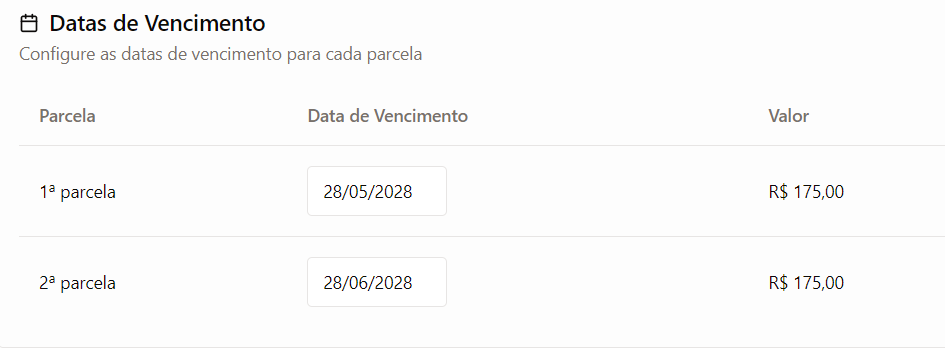 Datas de Vencimento
Configure as datas de vencimento para cada parcela
Parcela Data de Vencimento Valor
1ª parcela 28/05/2028 R$ 175,00
2ª parcela 28/06/2028 R$ 175,00